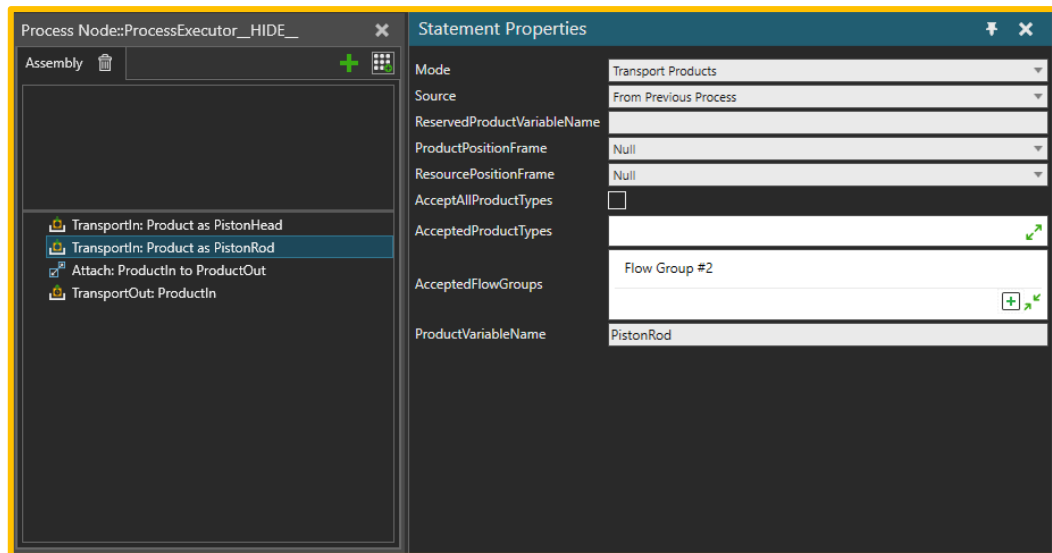 Process Node::ProcessExecutor__HIDE__
Assembly
TransportIn: Product as PistonHead
TransportIn: Product as PistonRod
Attach: ProductIn to ProductOut
TransportOut: ProductIn
Statement Properties
Mode Transport Products
Source From Previous Process
ReservedProductVariableName
ProductPositionFrame Null
ResourcePositionFrame Null
AcceptAllProductTypes
AcceptedProductTypes
AcceptedFlowGroups Flow Group #2
ProductVariableName PistonRod